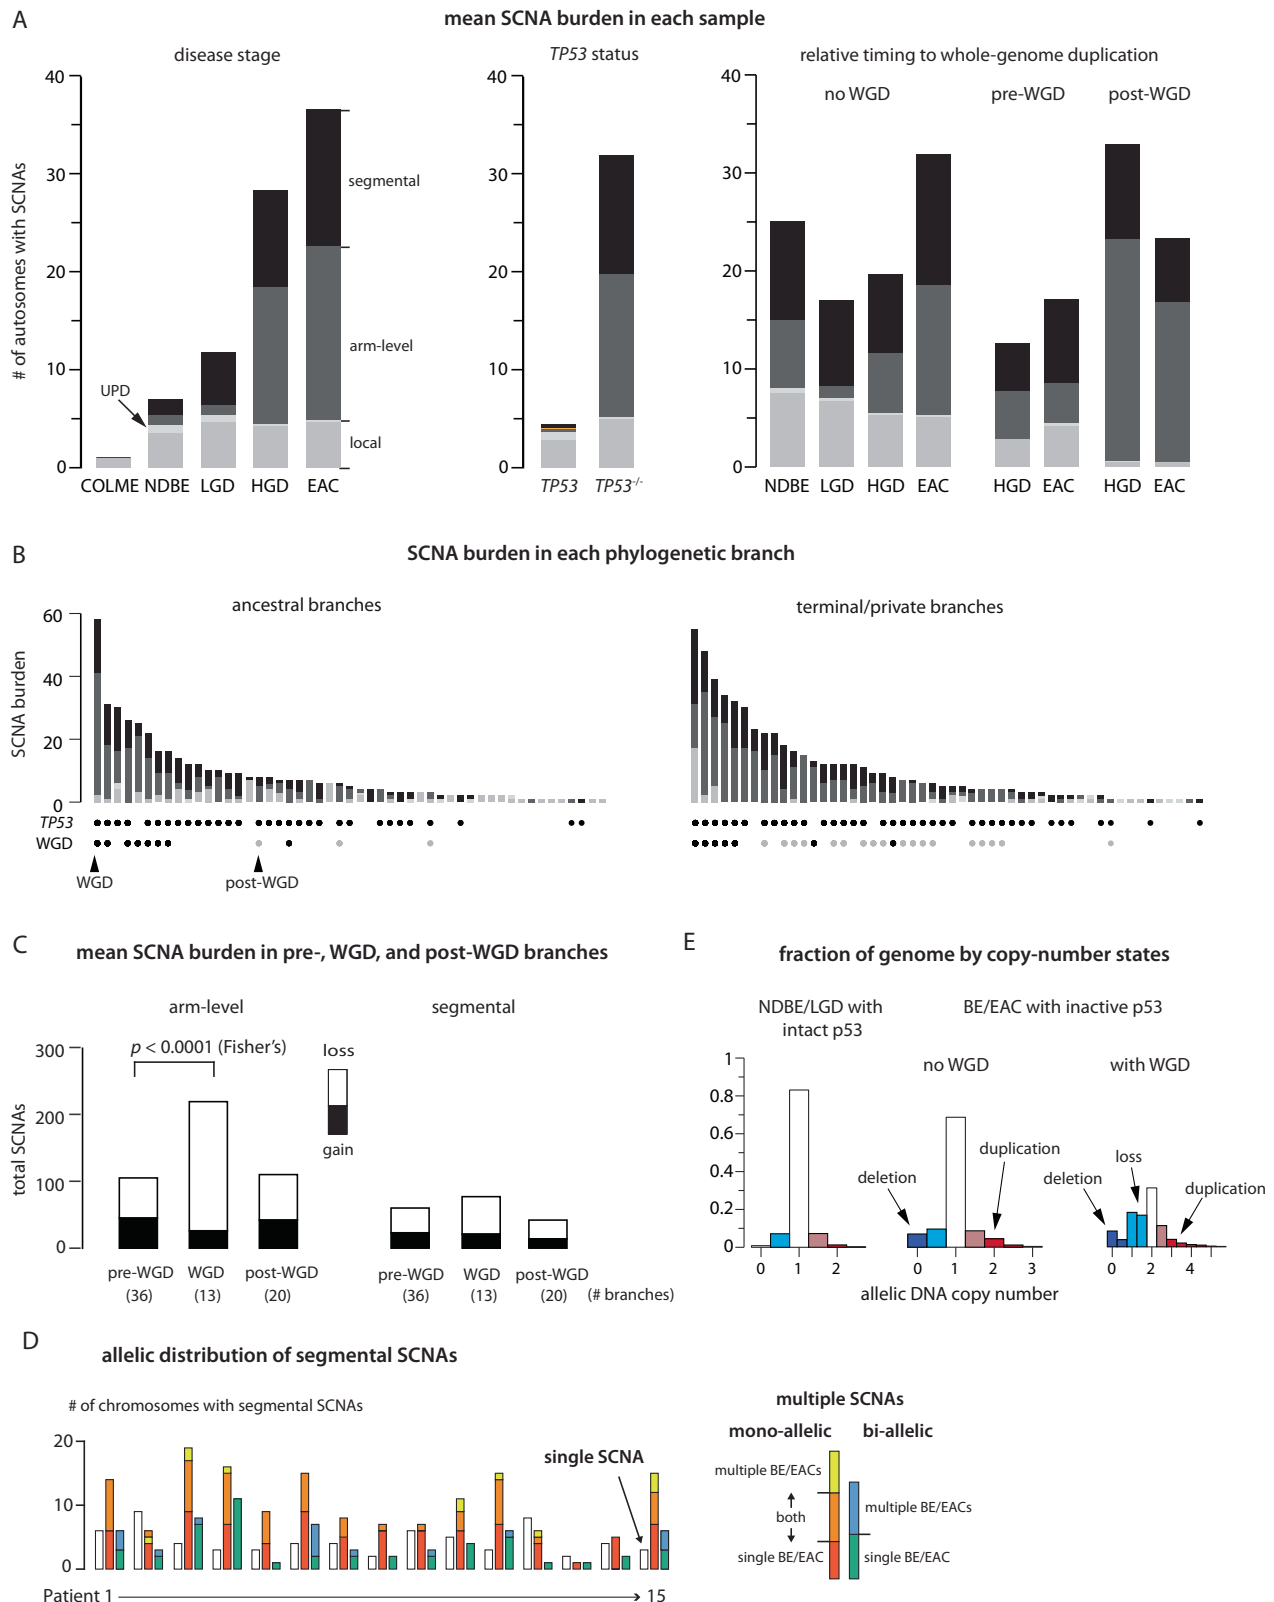 A
mean SCNA burden in each sample
disease stage
TP53 status
relative timing to whole-genome duplication
no WGD
pre-WGD
post-WGD
# of autosomes with SCNAs
40
30
20
10
0
UPD
segmental
arm-level
local
COLME NDBE LGD HGD EAC
40
30
20
10
0
TP53 TP53-/-
40
30
20
10
0
NDBE LGD HGD EAC HGD EAC HGD EAC
B
SCNA burden in each phylogenetic branch
ancestral branches
terminal/private branches
SCNA burden
60
40
20
0
TP53
WGD
WGD
post-WGD
C
mean SCNA burden in pre-, WGD, and post-WGD branches
arm-level
segmental
p < 0.0001 (Fisher's)
loss
gain
total SCNAs
300
200
100
0
pre-WGD WGD post-WGD
(36) (13) (20)
pre-WGD WGD post-WGD
(36) (13) (20) (# branches)
E
fraction of genome by copy-number states
NDBE/LGD with
intact p53
BE/EAC with inactive p53
no WGD
with WGD
1
0.8
0.6
0.4
0.2
0
deletion
duplication
deletion
loss
duplication
0 1 2
0 1 2 3
0 2 4
allelic DNA copy number
D
allelic distribution of segmental SCNAs
# of chromosomes with segmental SCNAs
20
10
0
single SCNA
Patient 1
15
multiple SCNAs
mono-allelic
bi-allelic
multiple BE/EACs
both
single BE/EAC
multiple BE/EACs
single BE/EAC